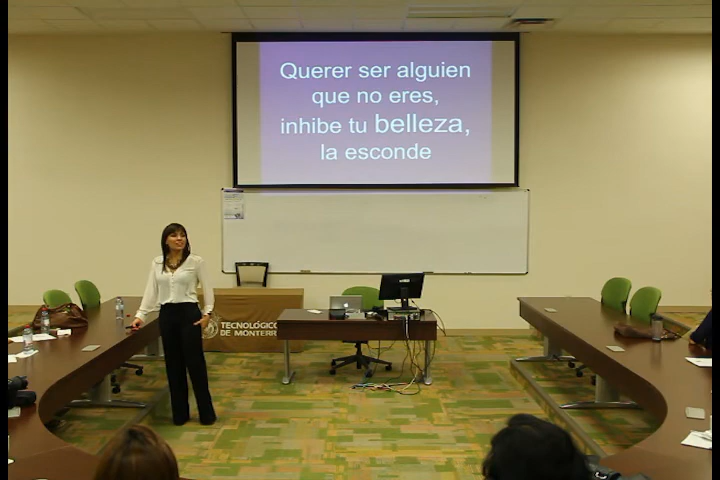 Querer ser alguien
que no eres,
inhibe tu belleza,
la esconde
TECNOLÓGICO
DE MONTERR